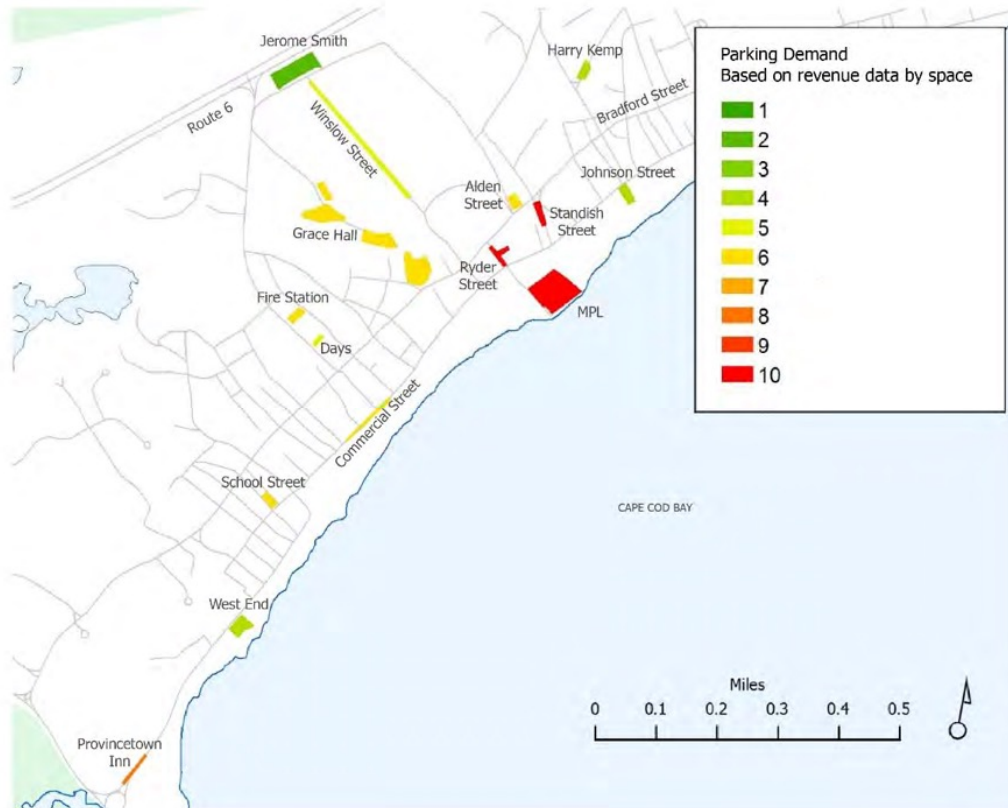 Jerome Smith
Harry Kemp
Parking Demand
Based on revenue data by space
1
2
3
4
5
6
7
8
9
10
Route 6
Winslow Street
Bradford Street
Johnson Street
Alden
Street
Standish
Street
Grace Hall
Ryder
Street
MPL
Fire Station
Days
Commercial Street
School Street
CAPE COD BAY
West End
Miles
0 0.1 0.2 0.3 0.4 0.5
Provincetown
Inn